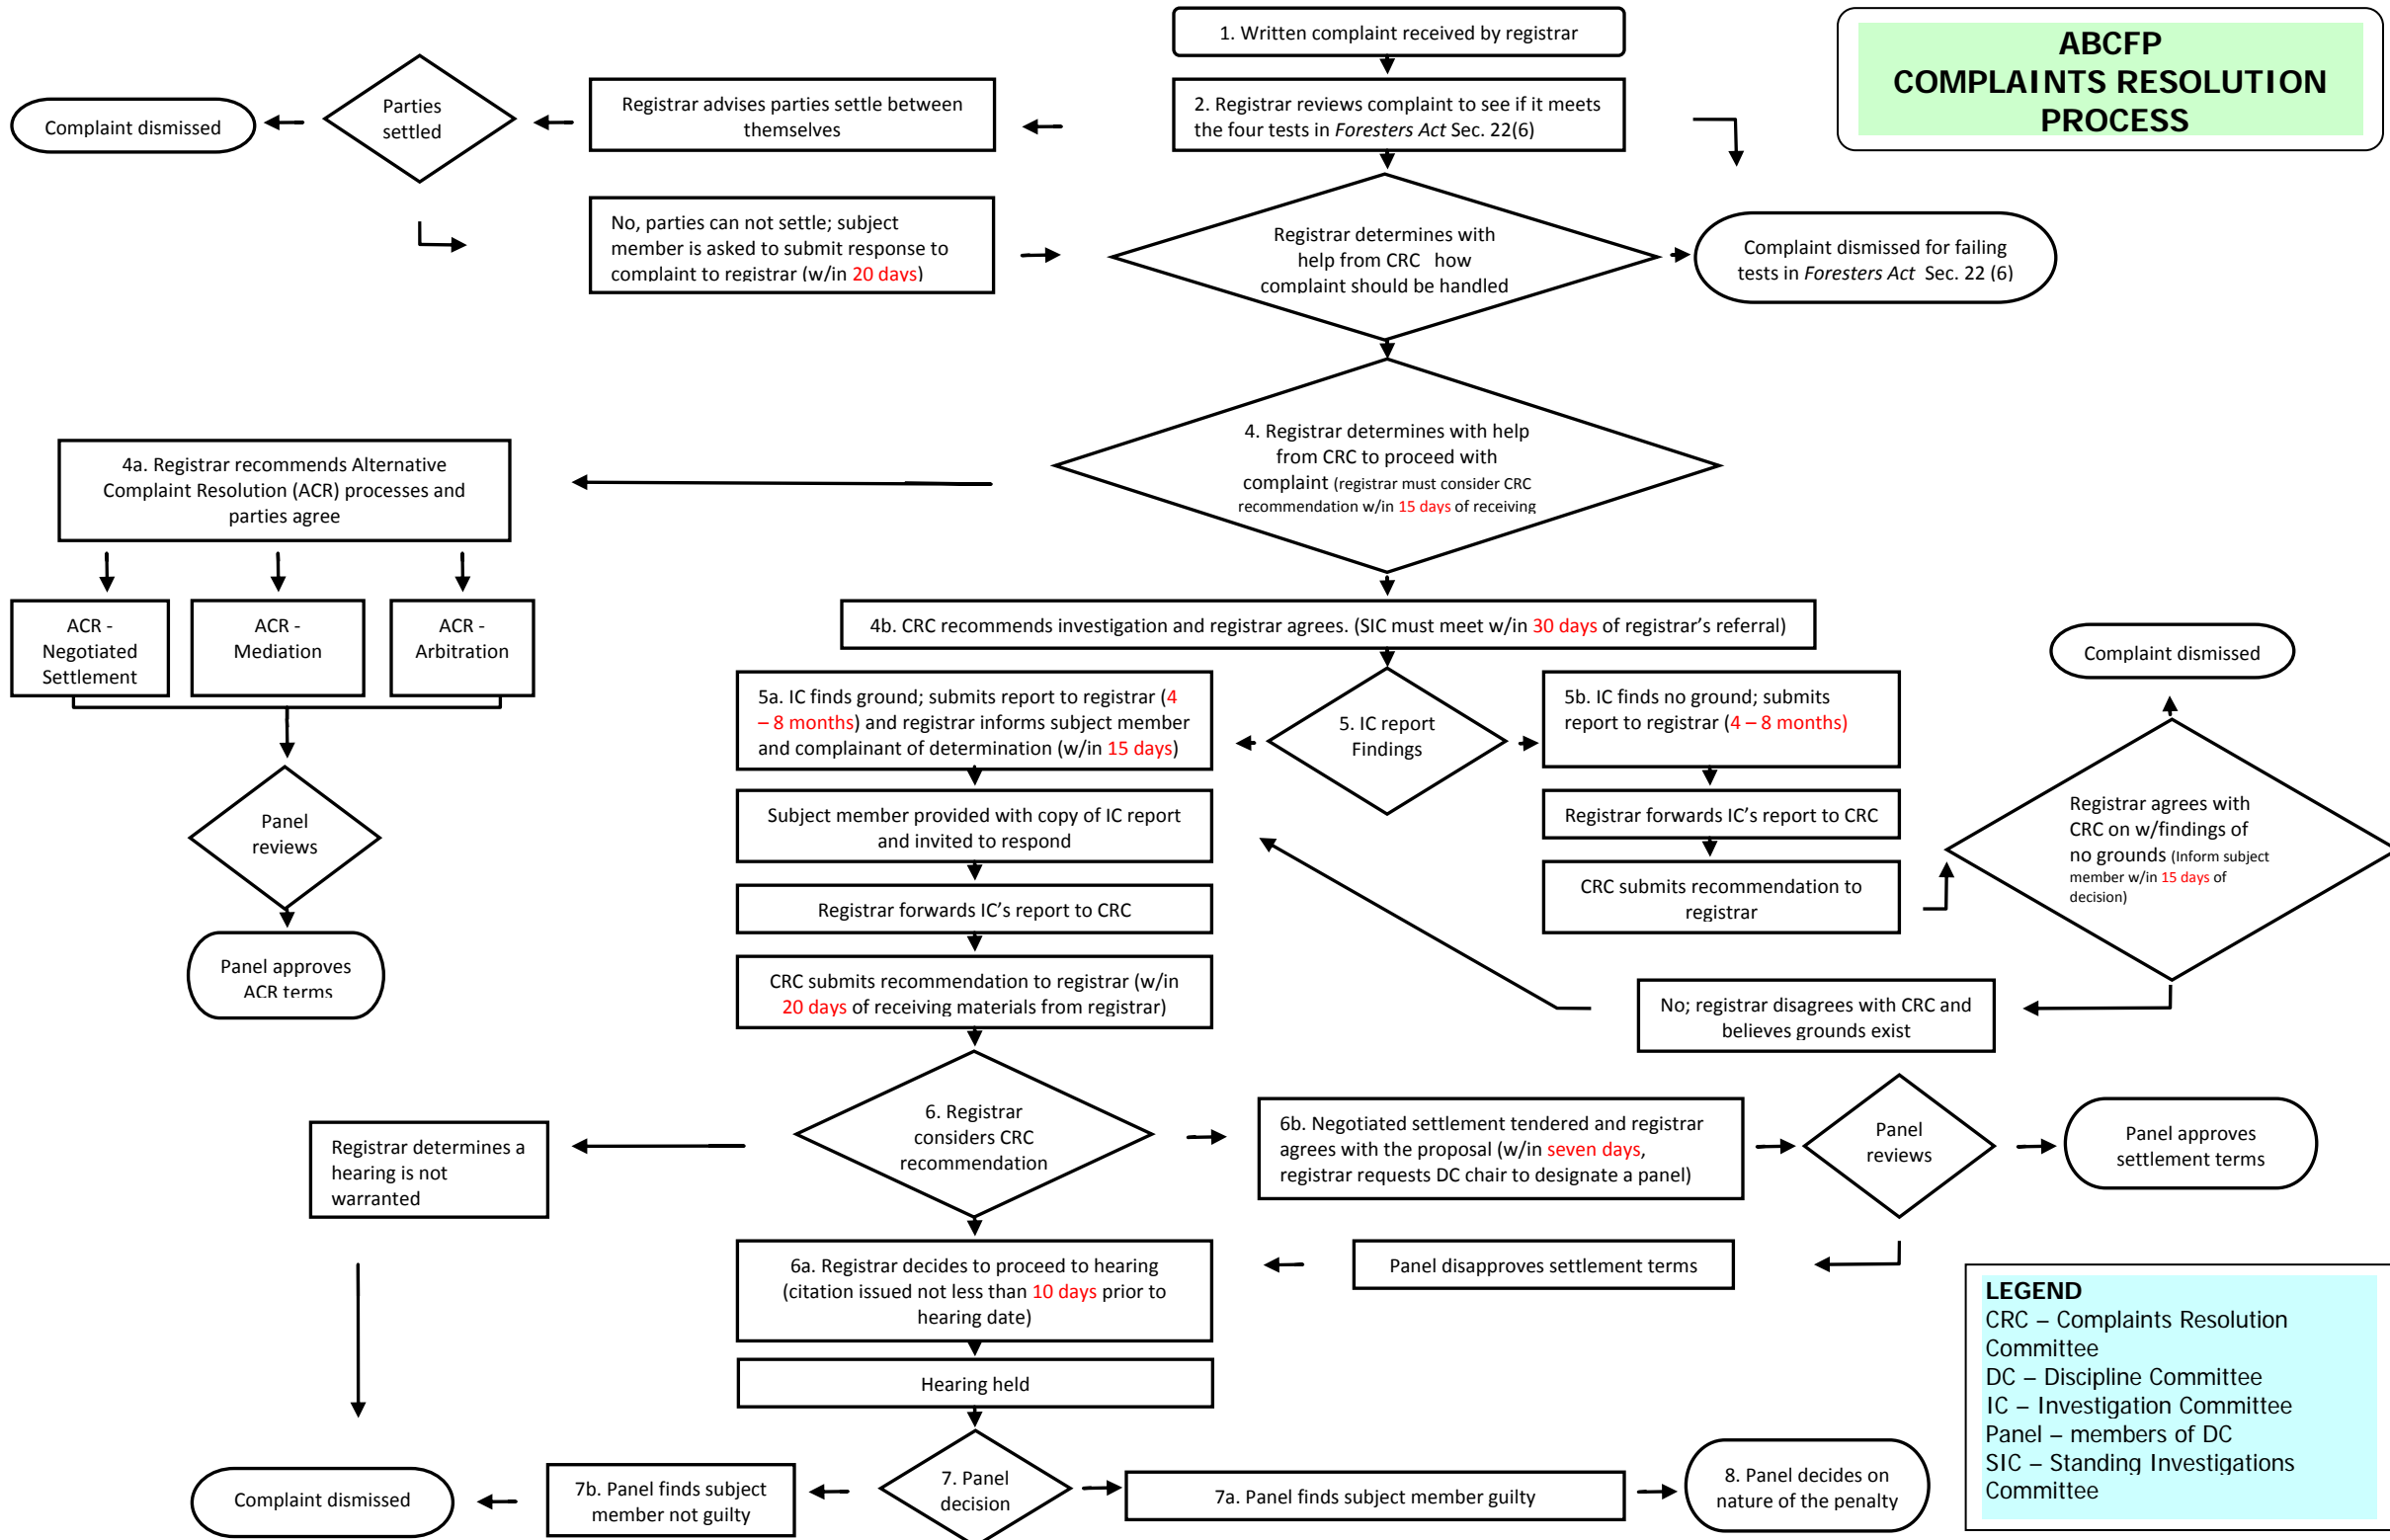 1. Written complaint received by registrar
ABCFP
COMPLAINTS RESOLUTION
PROCESS
Complaint dismissed
Parties
settled
Registrar advises parties settle between
themselves
2. Registrar reviews complaint to see if it meets
the four tests in Foresters Act Sec. 22(6)
No, parties can not settle; subject
member is asked to submit response to
complaint to registrar (w/in 20 days)
Registrar determines with
help from CRC how
complaint should be handled
Complaint dismissed for failing
tests in Foresters Act Sec. 22 (6)
4. Registrar determines with help
from CRC to proceed with
complaint (registrar must consider CRC
recommendation w/in 15 days of receiving
4a. Registrar recommends Alternative
Complaint Resolution (ACR) processes and
parties agree
ACR -
Negotiated
Settlement
ACR -
Mediation
ACR -
Arbitration
Panel
reviews
Panel approves
ACR terms
4b. CRC recommends investigation and registrar agrees. (SIC must meet w/in 30 days of registrar's referral)
5a. IC finds ground; submits report to registrar (4
– 8 months) and registrar informs subject member
and complainant of determination (w/in 15 days)
5. IC report
Findings
5b. IC finds no ground; submits
report to registrar (4 – 8 months)
Complaint dismissed
Subject member provided with copy of IC report
and invited to respond
Registrar forwards IC's report to CRC
Registrar agrees with
CRC on w/findings of
no grounds (Inform subject
member w/in 15 days of
decision)
Registrar forwards IC's report to CRC
CRC submits recommendation to
registrar
CRC submits recommendation to registrar (w/in
20 days of receiving materials from registrar)
No; registrar disagrees with CRC and
believes grounds exist
Registrar determines a
hearing is not
warranted
6. Registrar
considers CRC
recommendation
6b. Negotiated settlement tendered and registrar
agrees with the proposal (w/in seven days,
registrar requests DC chair to designate a panel)
Panel
reviews
Panel approves
settlement terms
6a. Registrar decides to proceed to hearing
(citation issued not less than 10 days prior to
hearing date)
Panel disapproves settlement terms
Hearing held
Complaint dismissed
7b. Panel finds subject
member not guilty
7. Panel
decision
7a. Panel finds subject member guilty
8. Panel decides on
nature of the penalty
LEGEND
CRC – Complaints Resolution
Committee
DC – Discipline Committee
IC – Investigation Committee
Panel – members of DC
SIC – Standing Investigations
Committee